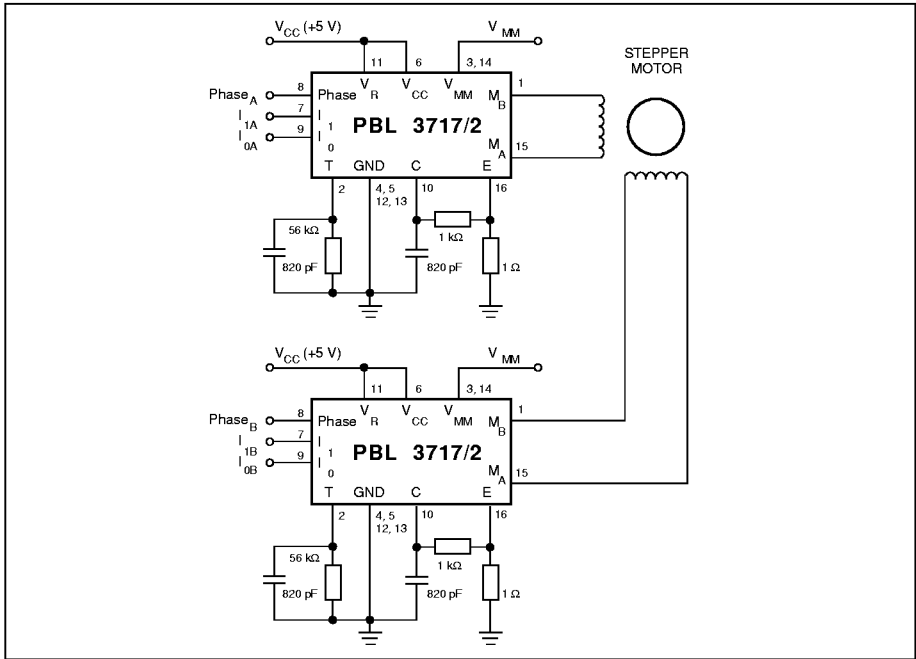 V CC (+5 V)
V MM
STEPPER
MOTOR
11
6
3, 14
Phase A
8
Phase
V R
V CC
V MM
M B
1
I 1A
7
I 1
PBL 3717/2
I 0A
9
I 0
M A
15
T
GND
C
E
2
4, 5
12, 13
10
16
56 kΩ
1 kΩ
820 pF
820 pF
1 Ω
V CC (+5 V)
V MM
11
6
3, 14
Phase B
8
Phase
V R
V CC
V MM
M B
1
I 1B
7
I 1
PBL 3717/2
I 0B
9
I 0
M A
15
T
GND
C
E
2
4, 5
12, 13
10
16
56 kΩ
1 kΩ
820 pF
820 pF
1 Ω